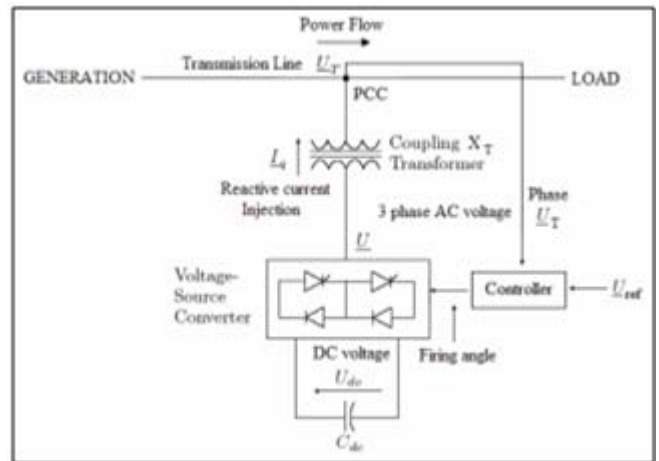 Power Flow
GENERATION
Transmission Line
U_T
LOAD
PCC
Coupling X_T
Transformer
I_q
Reactive current
Injection
Phase
U_T
3 phase AC voltage
U
Voltage-
Source
Converter
Controller
U_ref
DC voltage
Firing angle
U_dc
C_dc